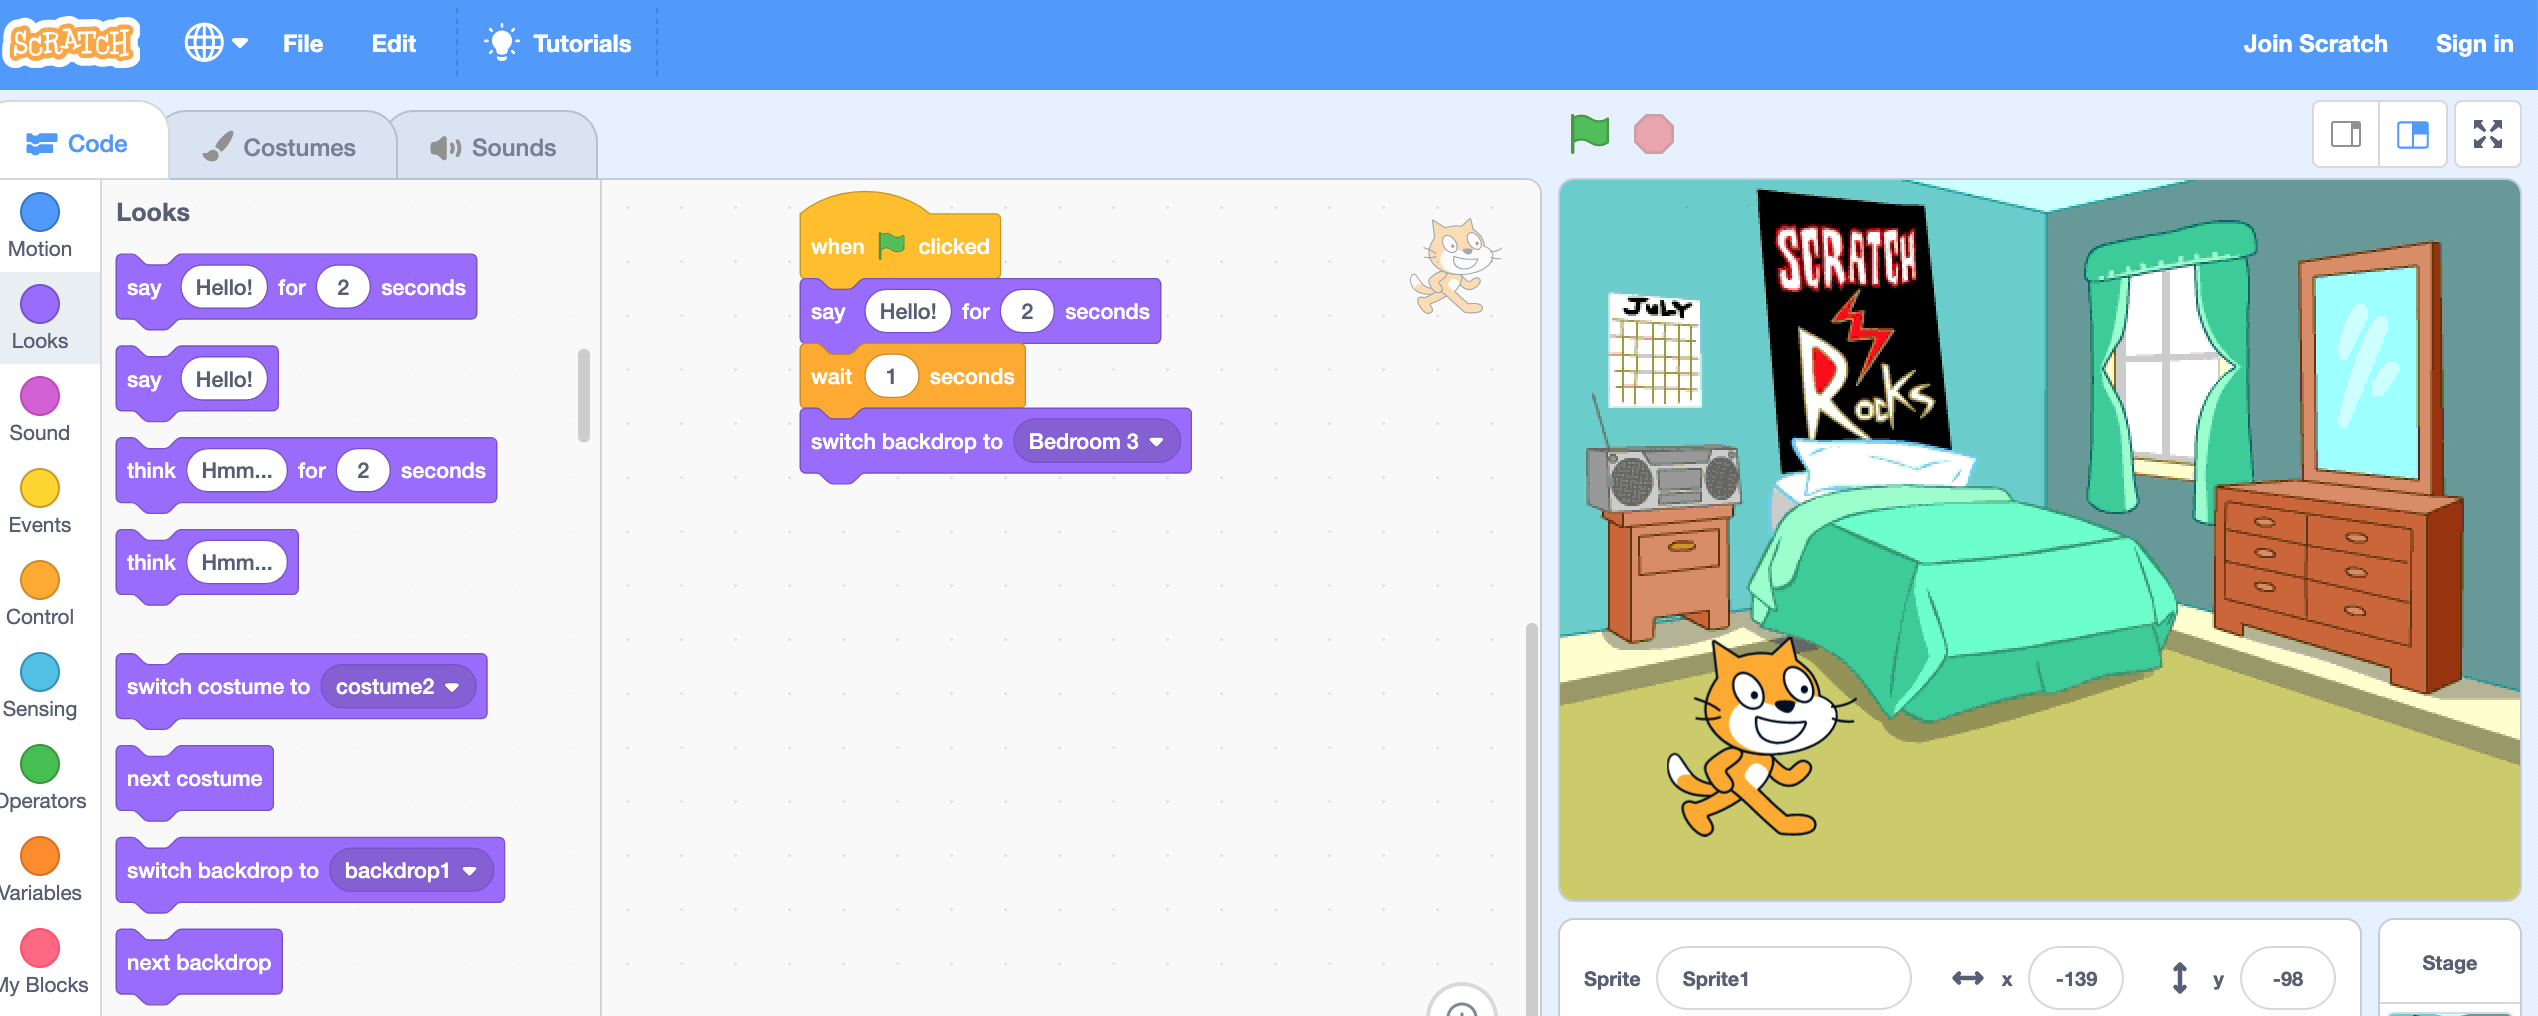 SCRATCH
File
Edit
Tutorials
Join Scratch
Sign in
Code
Costumes
Sounds
Motion
Looks
Sound
Events
Control
Sensing
Operators
Variables
My Blocks
Looks
say Hello! for 2 seconds
say Hello!
think Hmm... for 2 seconds
think Hmm...
switch costume to costume2
next costume
switch backdrop to backdrop1
next backdrop
when clicked
say Hello! for 2 seconds
wait 1 seconds
switch backdrop to Bedroom 3
JULY
SCRATCH
Rocks
Sprite
Sprite1
x
-139
y
-98
Stage